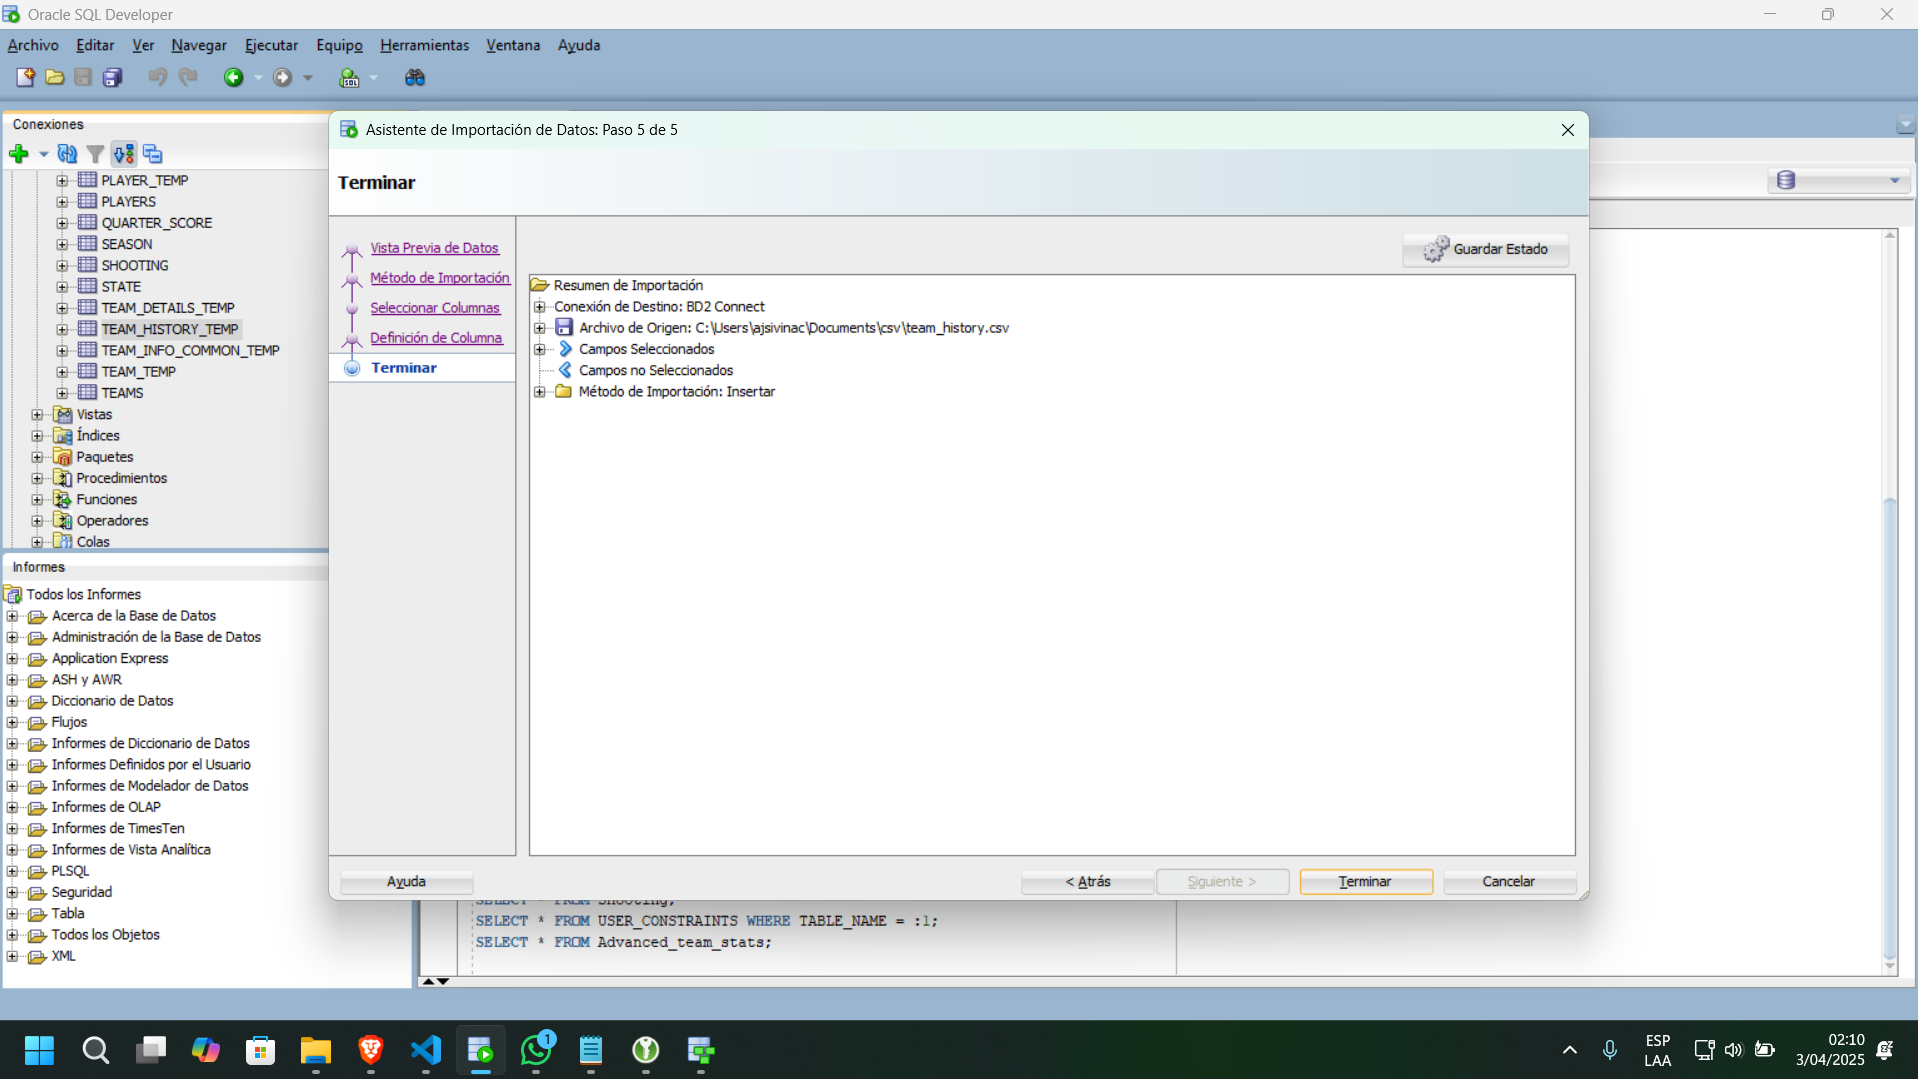 Oracle SQL Developer
Archivo Editar Ver Navegar Ejecutar Equipo Herramientas Ventana Ayuda
Conexiones
PLAYER_TEMP
PLAYERS
QUARTER_SCORE
SEASON
SHOOTING
STATE
TEAM_DETAILS_TEMP
TEAM_HISTORY_TEMP
TEAM_INFO_COMMON_TEMP
TEAM_TEMP
TEAMS
Vistas
Índices
Paquetes
Procedimientos
Funciones
Operadores
Colas
Informes
Todos los Informes
Acerca de la Base de Datos
Administración de la Base de Datos
Application Express
ASH y AWR
Diccionario de Datos
Flujos
Informes de Diccionario de Datos
Informes Definidos por el Usuario
Informes de Modelador de Datos
Informes de OLAP
Informes de TimesTen
Informes de Vista Analítica
PLSQL
Seguridad
Tabla
Todos los Objetos
XML
Asistente de Importación de Datos: Paso 5 de 5
Terminar
Vista Previa de Datos
Método de Importación
Seleccionar Columnas
Definición de Columna
Terminar
Guardar Estado
Resumen de Importación
Conexión de Destino: BD2 Connect
Archivo de Origen: C:\Users\ajsivinac\Documents\csv\team_history.csv
Campos Seleccionados
Campos no Seleccionados
Método de Importación: Insertar
Ayuda
< Atrás
Siguiente >
Terminar
Cancelar
SELECT * FROM Shooting;
SELECT * FROM USER_CONSTRAINTS WHERE TABLE_NAME = :1;
SELECT * FROM Advanced_team_stats;
1
ESP
LAA
02:10
3/04/2025